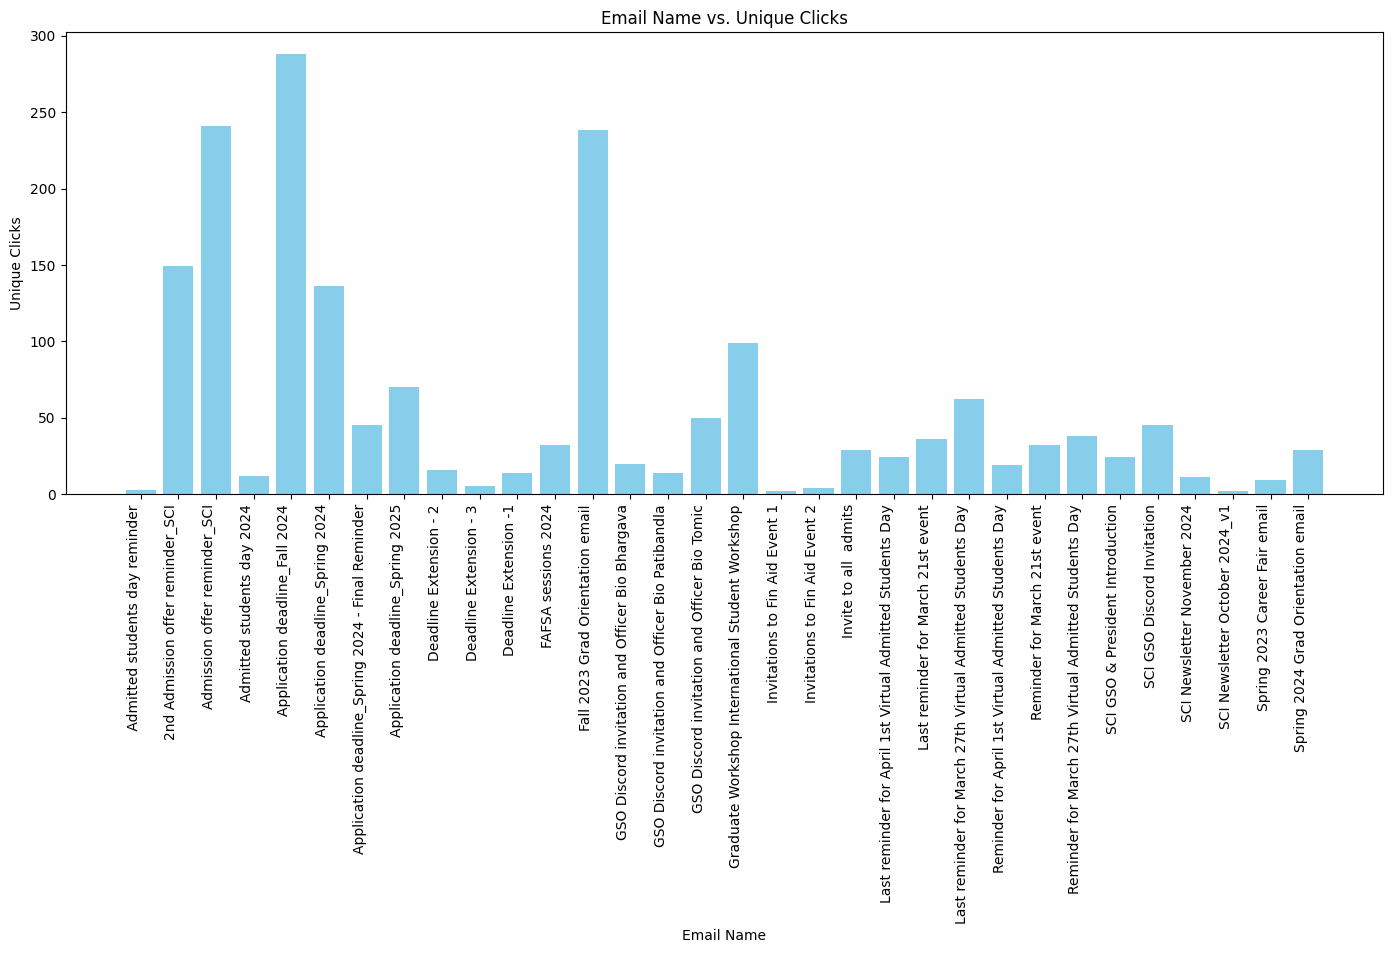 Email Name vs. Unique Clicks
300
250
200
150
100
50
0
Unique Clicks
Admitted students day reminder
2nd Admission offer reminder_SCI
Admission offer reminder_SCI
Admitted students day 2024
Application deadline_Fall 2024
Application deadline_Spring 2024
Application deadline_Spring 2024 - Final Reminder
Application deadline_Spring 2025
Deadline Extension - 2
Deadline Extension - 3
Deadline Extension -1
FAFSA sessions 2024
Fall 2023 Grad Orientation email
GSO Discord invitation and Officer Bio Bhargava
GSO Discord invitation and Officer Bio Patibandla
GSO Discord invitation and Officer Bio Tomic
Graduate Workshop International Student Workshop
Invitations to Fin Aid Event 1
Invitations to Fin Aid Event 2
Invite to all  admits
Last reminder for April 1st Virtual Admitted Students Day
Last reminder for March 21st event
Last reminder for March 27th Virtual Admitted Students Day
Reminder for April 1st Virtual Admitted Students Day
Reminder for March 21st event
Reminder for March 27th Virtual Admitted Students Day
SCI GSO & President Introduction
SCI GSO Discord Invitation
SCI Newsletter November 2024
SCI Newsletter October 2024_v1
Spring 2023 Career Fair email
Spring 2024 Grad Orientation email
Email Name